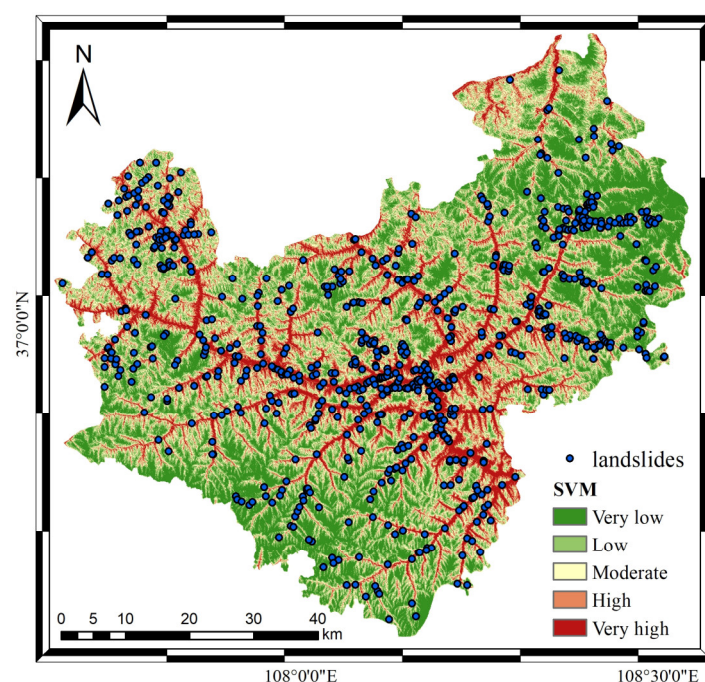 N
37°0'0"N
landslides
SVM
Very low
Low
Moderate
High
Very high
0 5 10 20 30 40
km
108°0'0"E
108°30'0"E